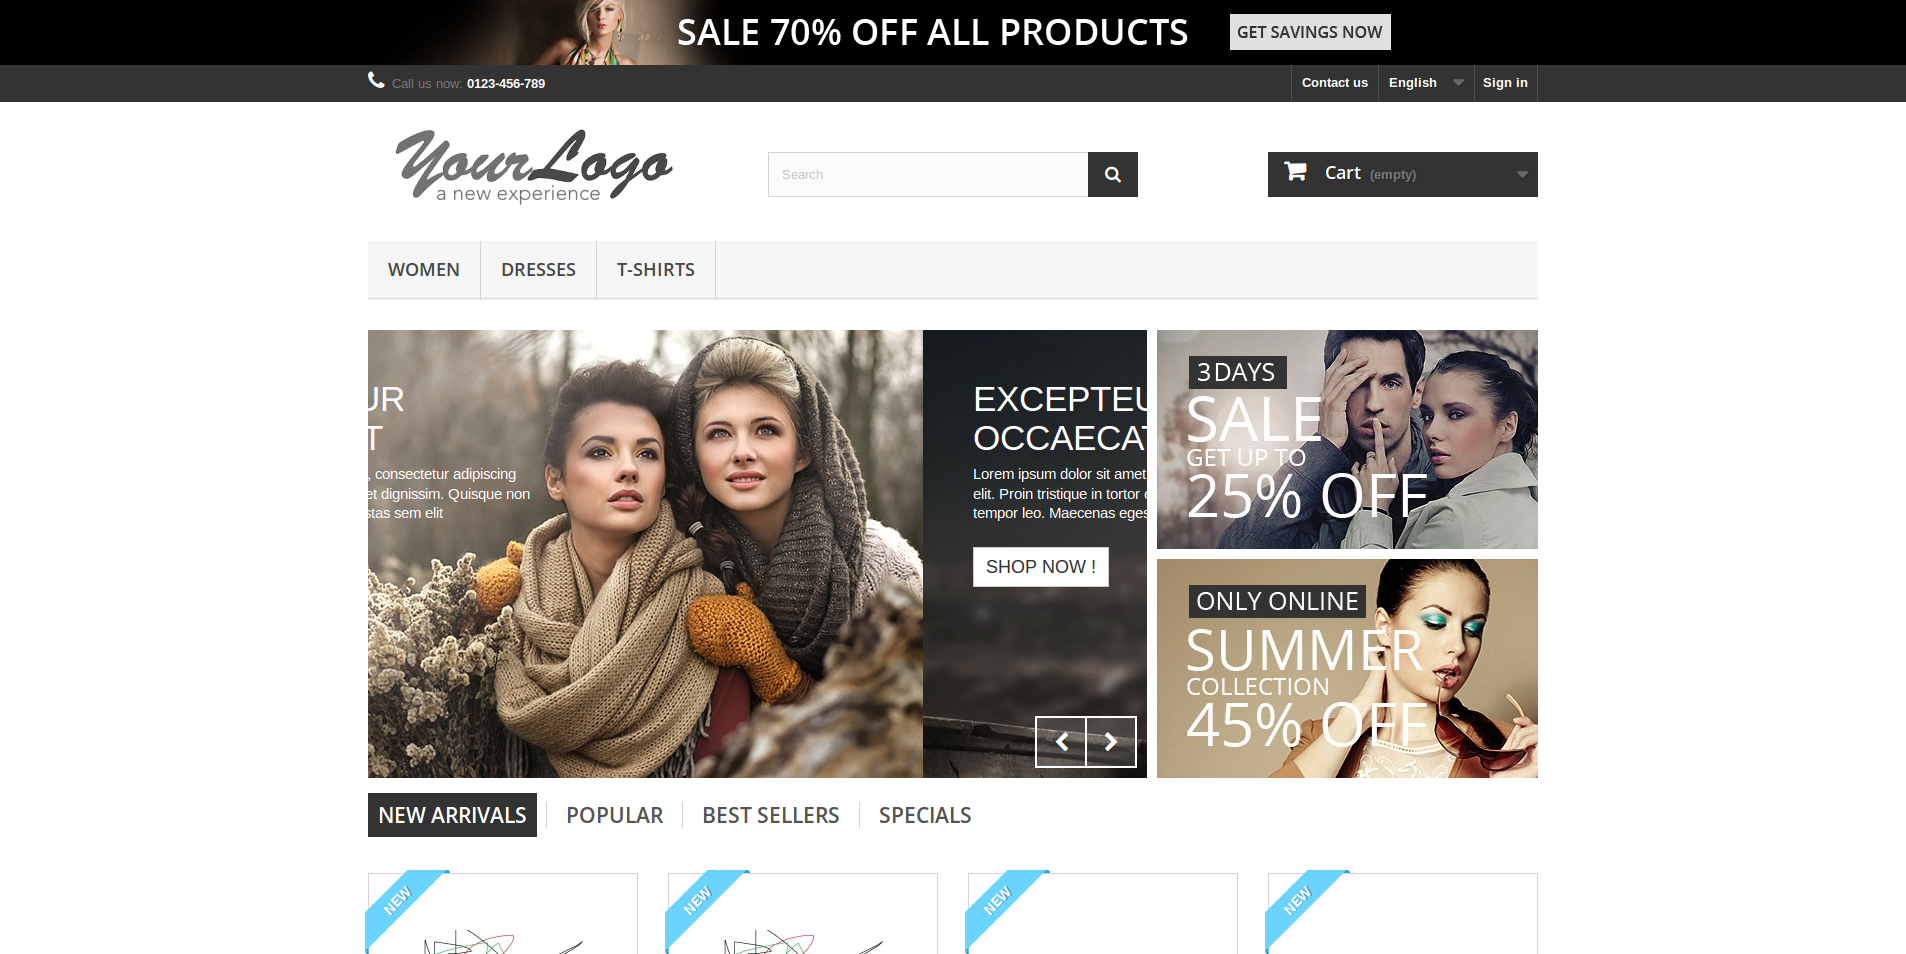 SALE 70% OFF ALL PRODUCTS
GET SAVINGS NOW
Call us now: 0123-456-789
Contact us
English
Sign in
YourLogo
a new experience
Search
Cart (empty)
WOMEN
DRESSES
T-SHIRTS
UR
T
, consectetur adipiscing
et dignissim. Quisque non
stas sem elit
EXCEPTEU
OCCAECAT
Lorem ipsum dolor sit amet
elit. Proin tristique in tortor e
tempor leo. Maecenas eges
SHOP NOW !
3 DAYS
SALE
GET UP TO
25% OFF
ONLY ONLINE
SUMMER
COLLECTION
45% OFF
NEW ARRIVALS
POPULAR
BEST SELLERS
SPECIALS
NEW
NEW
NEW
NEW